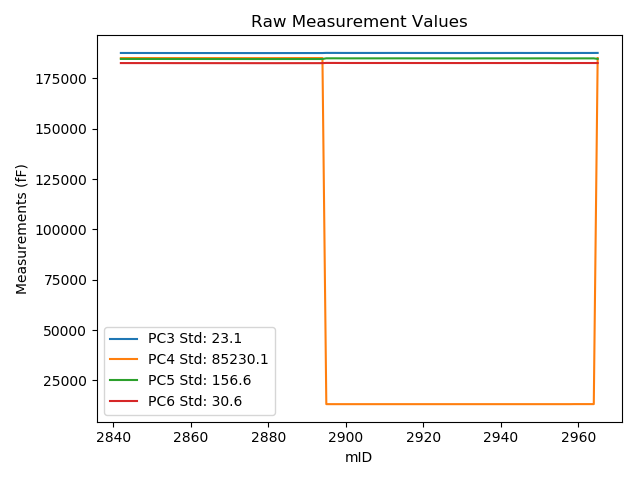 Raw Measurement Values
Measurements (fF)
175000
150000
125000
100000
75000
50000
25000
PC3 Std: 23.1
PC4 Std: 85230.1
PC5 Std: 156.6
PC6 Std: 30.6
2840 2860 2880 2900 2920 2940 2960
mID